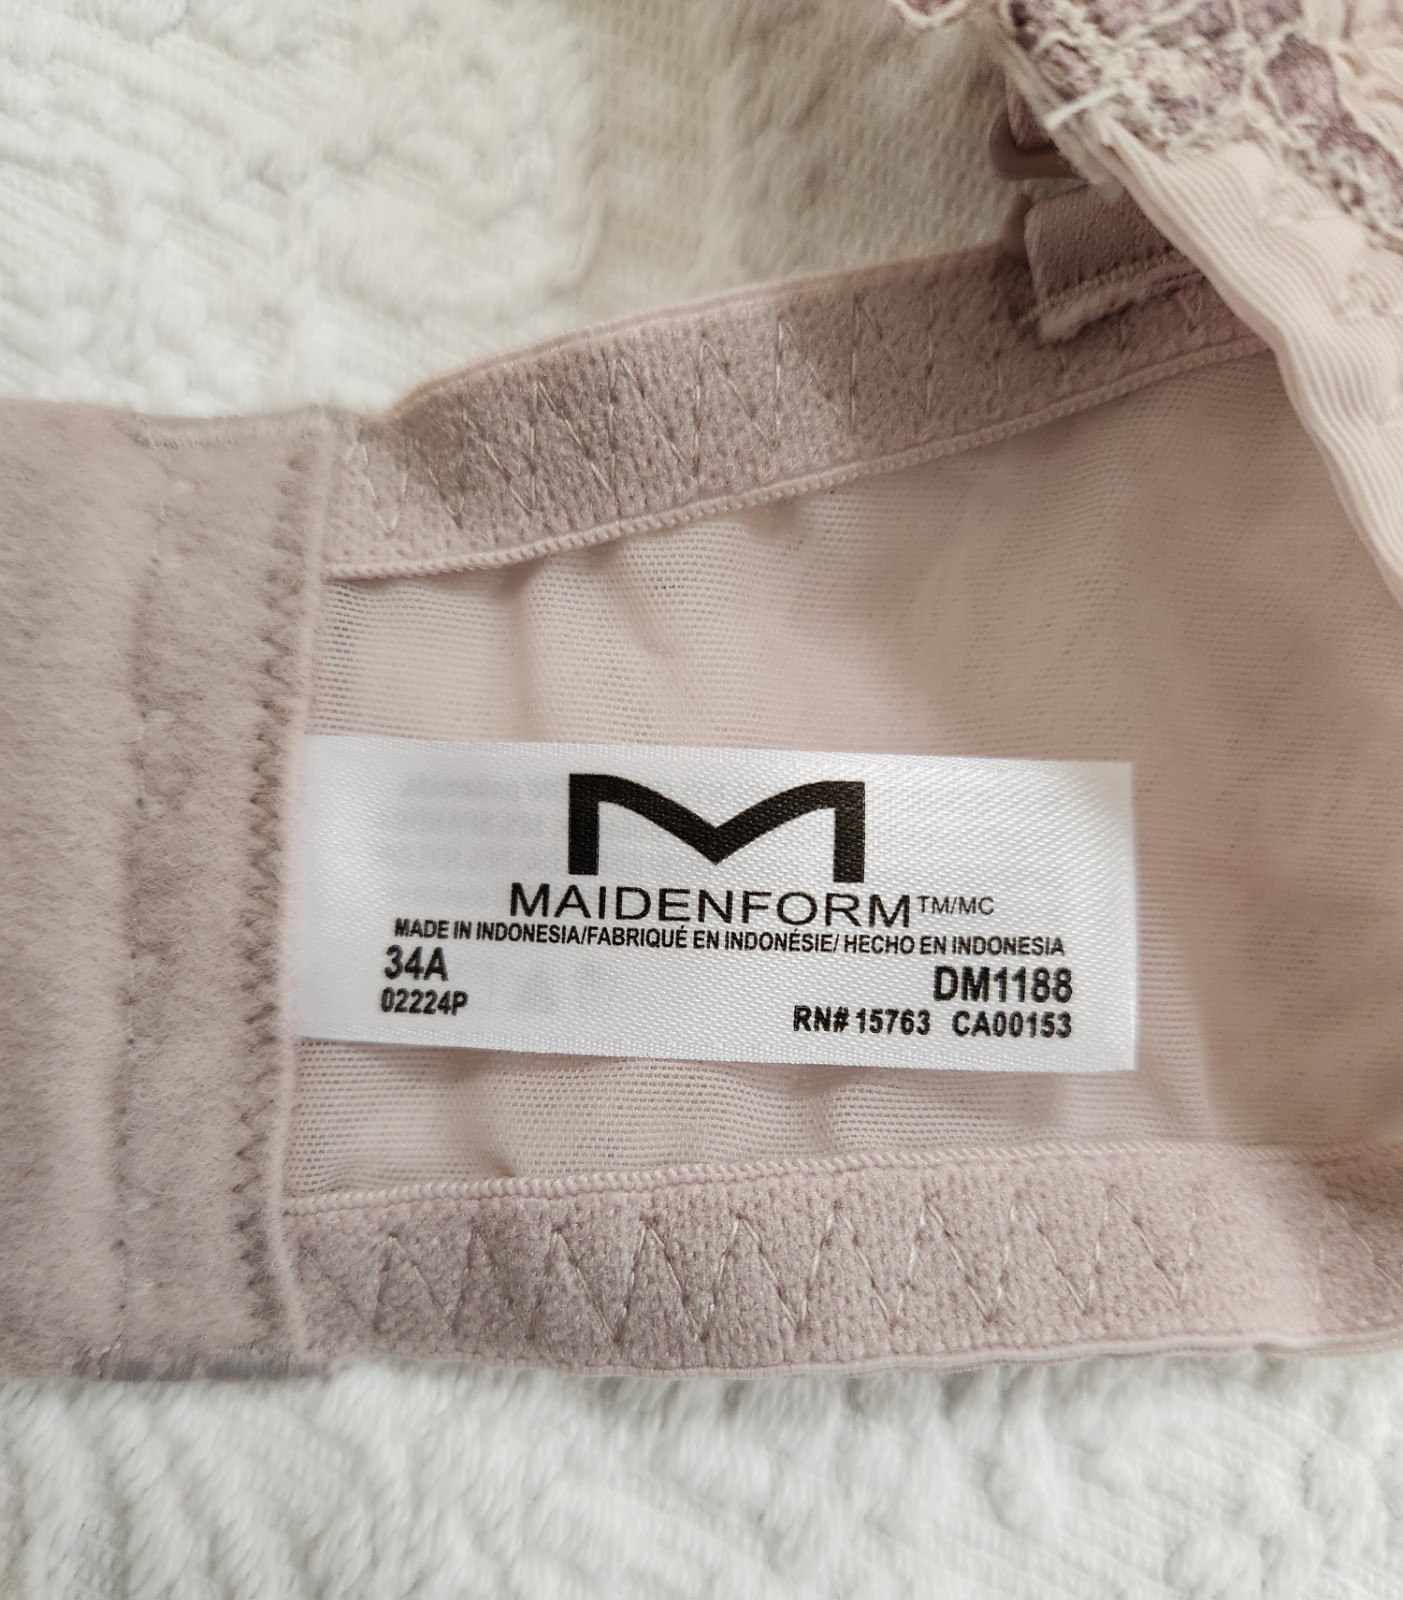 MAIDENFORM™/MC
MADE IN INDONESIA/FABRIQUÉ EN INDONÉSIE/ HECHO EN INDONESIA
34A DM1188
02224P RN# 15763 CA00153